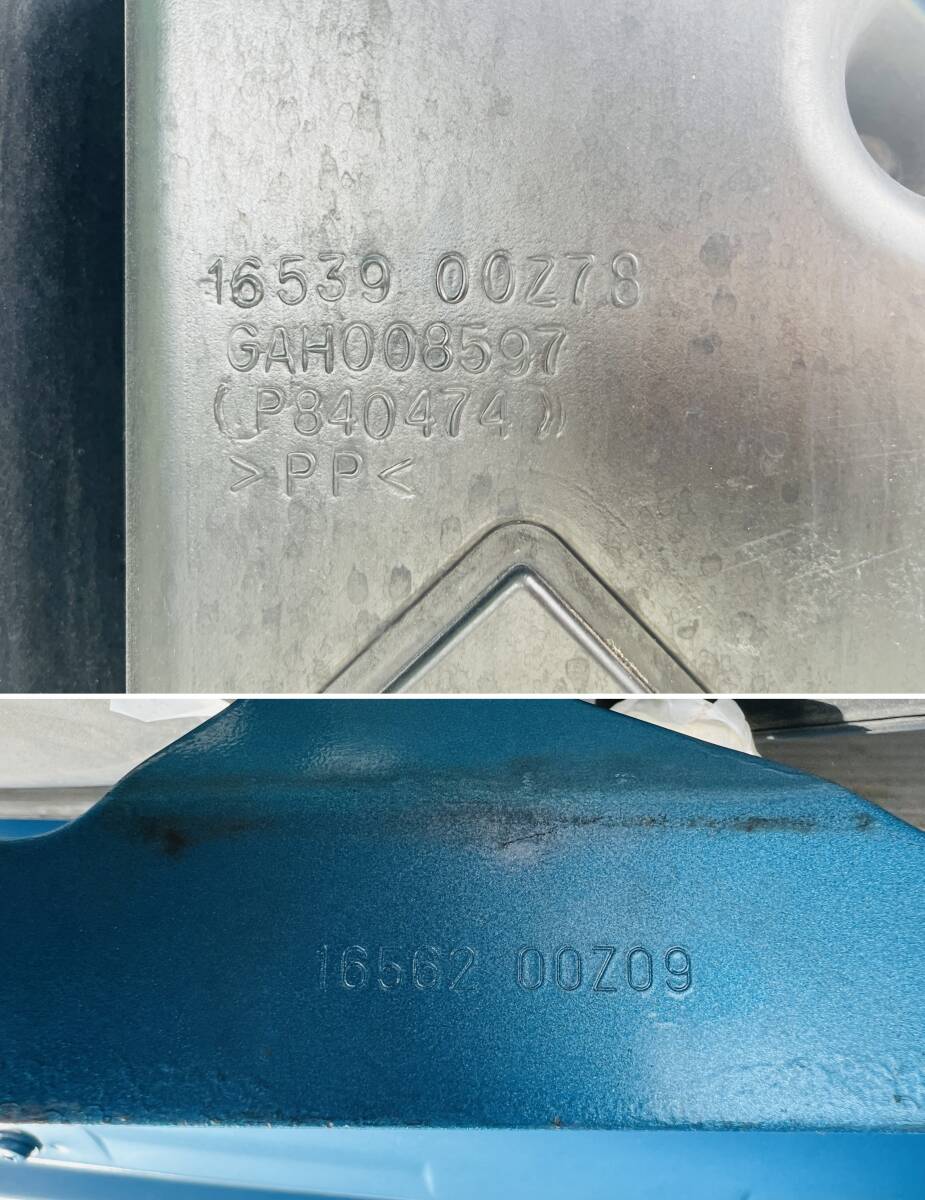 16539 00Z78
GAH008597
(P840474)
>PP<
16562 00Z09